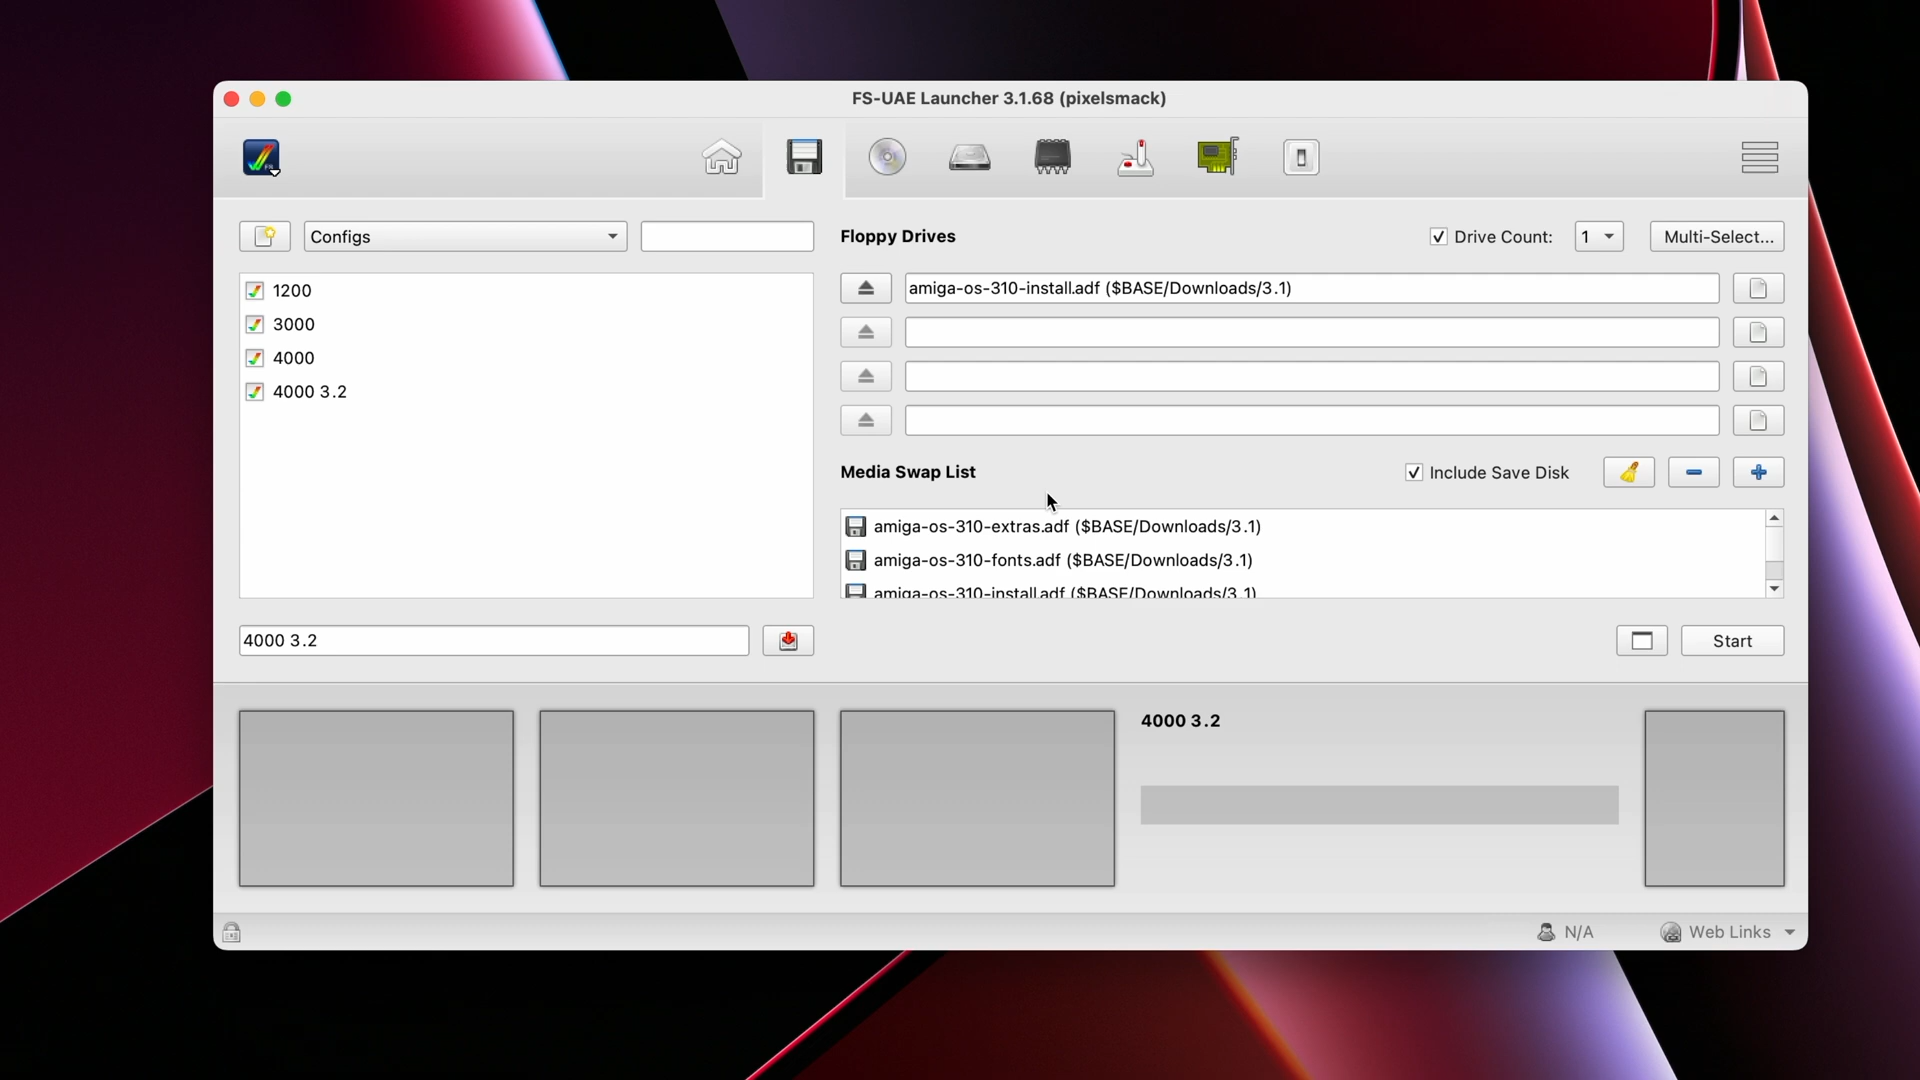 FS-UAE Launcher 3.1.68 (pixelsmack)
Configs
Floppy Drives
Drive Count:
1
Multi-Select...
1200
3000
4000
4000 3.2
amiga-os-310-install.adf ($BASE/Downloads/3.1)
Media Swap List
Include Save Disk
amiga-os-310-extras.adf ($BASE/Downloads/3.1)
amiga-os-310-fonts.adf ($BASE/Downloads/3.1)
amiga-os-310-install.adf ($BASE/Downloads/3.1)
4000 3.2
Start
4000 3.2
N/A
Web Links